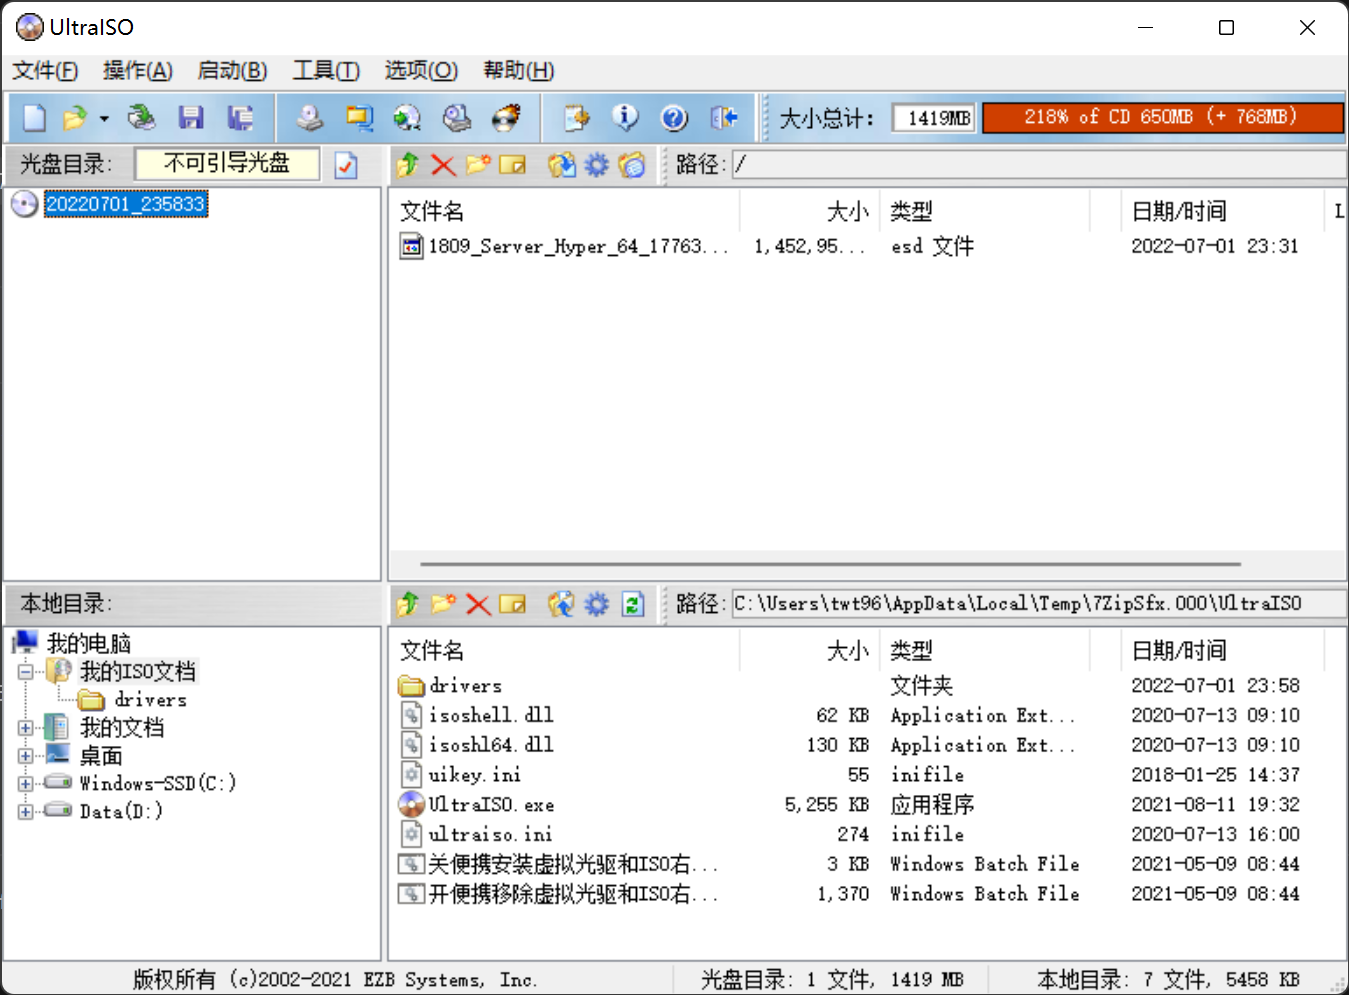 UltraISO
文件(F) 操作(A) 启动(B) 工具(T) 选项(O) 帮助(H)
大小总计: 1419MB 218% of CD 650MB (+ 768MB)
光盘目录: 不可引导光盘 路径: /
20220701_235833
文件名 大小 类型 日期/时间 L
1809_Server_Hyper_64_17763... 1,452,95... esd 文件 2022-07-01 23:31
本地目录: 路径: C:\Users\twt96\AppData\Local\Temp\7ZipSfx.000\UltraISO
我的电脑
我的ISO文档
drivers
我的文档
桌面
Windows-SSD(C:)
Data(D:)
文件名 大小 类型 日期/时间
drivers 文件夹 2022-07-01 23:58
isoshell.dll 62 KB Application Ext... 2020-07-13 09:10
isoshl64.dll 130 KB Application Ext... 2020-07-13 09:10
uikey.ini 55 inifile 2018-01-25 14:37
UltraISO.exe 5,255 KB 应用程序 2021-08-11 19:32
ultraiso.ini 274 inifile 2020-07-13 16:00
关便携安装虚拟光驱和ISO右... 3 KB Windows Batch File 2021-05-09 08:44
开便携移除虚拟光驱和ISO右... 1,370 Windows Batch File 2021-05-09 08:44
版权所有 (c)2002-2021 EZB Systems, Inc. 光盘目录: 1 文件, 1419 MB 本地目录: 7 文件, 5458 KB